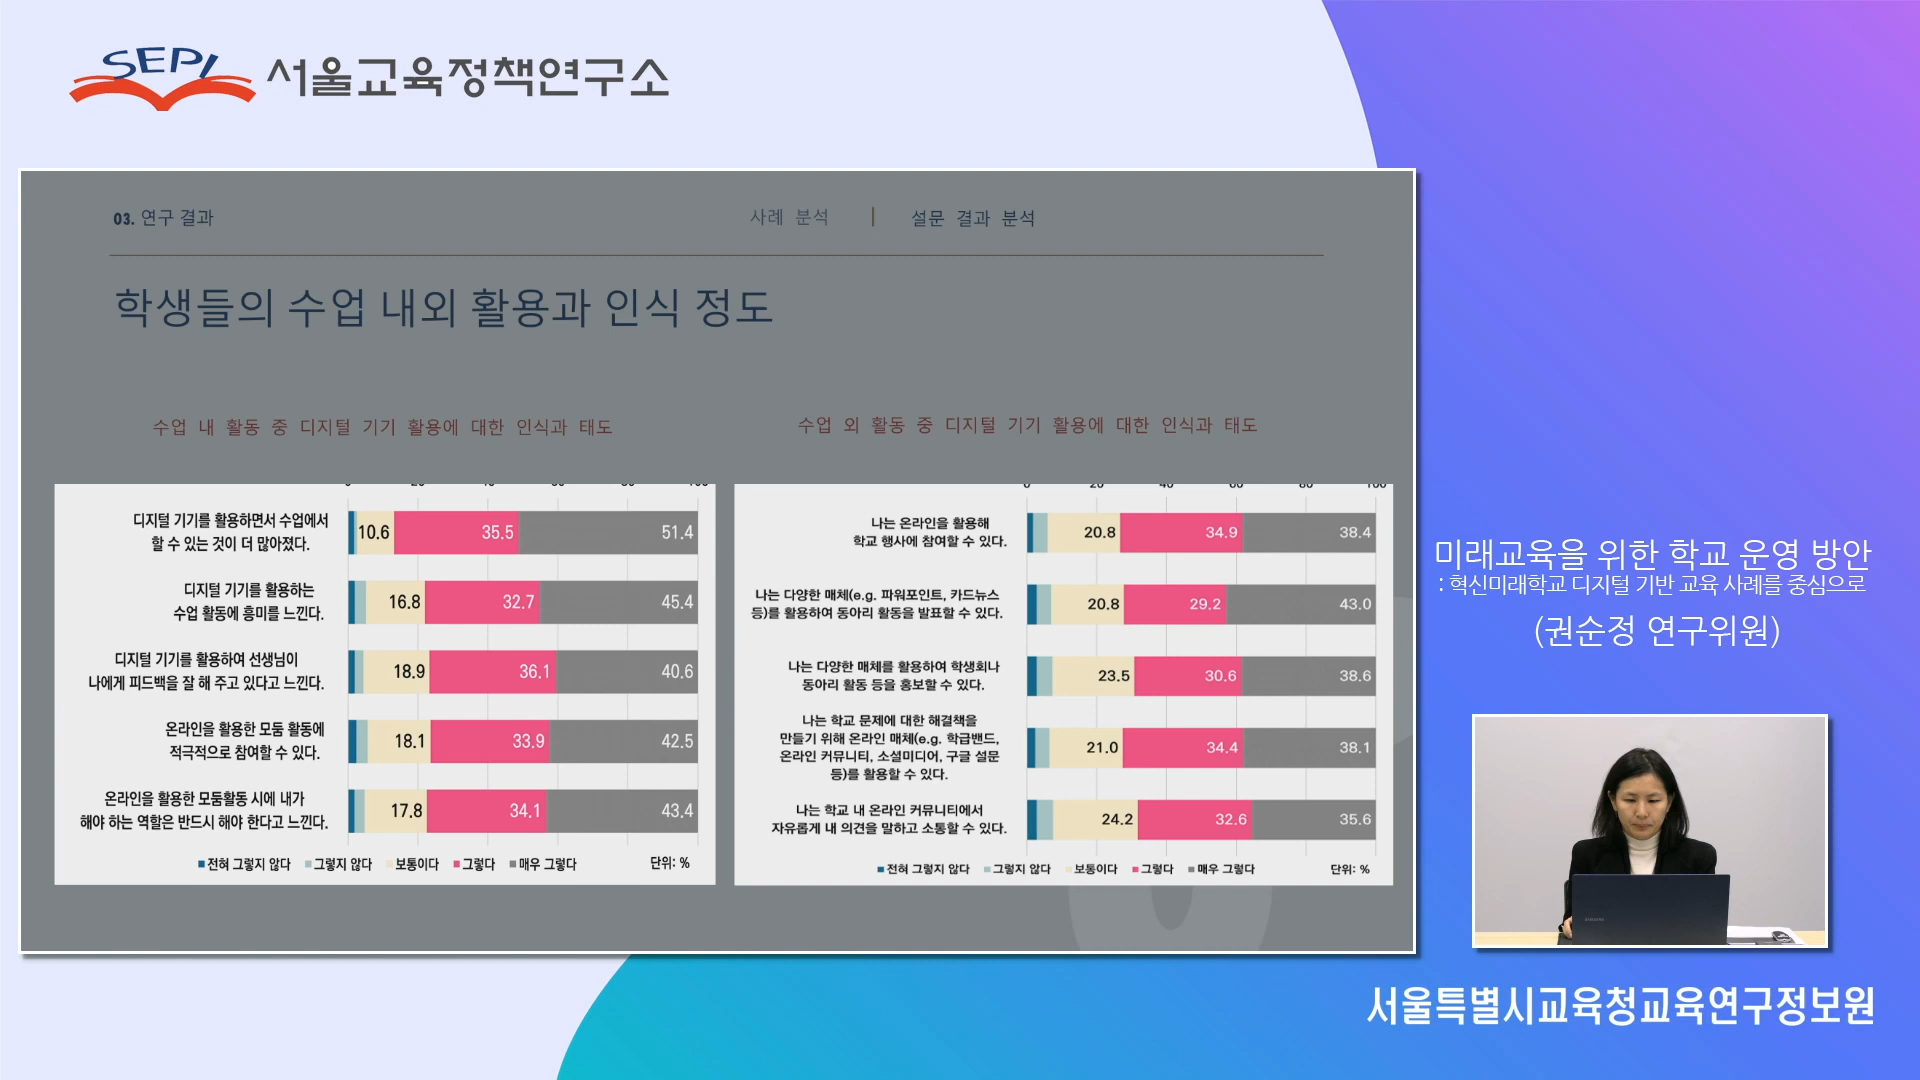 SEPI 서울교육정책연구소
03. 연구 결과
사례 분석 | 설문 결과 분석
학생들의 수업 내외 활용과 인식 정도
수업 내 활동 중 디지털 기기 활용에 대한 인식과 태도
디지털 기기를 활용하면서 수업에서
할 수 있는 것이 더 많아졌다.
10.6 35.5 51.4
디지털 기기를 활용하는
수업 활동에 흥미를 느낀다.
16.8 32.7 45.4
디지털 기기를 활용하여 선생님이
나에게 피드백을 잘 해 주고 있다고 느낀다.
18.9 36.1 40.6
온라인을 활용한 모둠 활동에
적극적으로 참여할 수 있다.
18.1 33.9 42.5
온라인을 활용한 모둠활동 시에 내가
해야 하는 역할은 반드시 해야 한다고 느낀다.
17.8 34.1 43.4
전혀 그렇지 않다 그렇지 않다 보통이다 그렇다 매우 그렇다 단위: %
수업 외 활동 중 디지털 기기 활용에 대한 인식과 태도
0 20 40 60 80 100
나는 온라인을 활용해
학교 행사에 참여할 수 있다.
20.8 34.9 38.4
나는 다양한 매체(e.g. 파워포인트, 카드뉴스
등)를 활용하여 동아리 활동을 발표할 수 있다.
20.8 29.2 43.0
나는 다양한 매체를 활용하여 학생회나
동아리 활동 등을 홍보할 수 있다.
23.5 30.6 38.6
나는 학교 문제에 대한 해결책을
만들기 위해 온라인 매체(e.g. 학급밴드,
온라인 커뮤니티, 소셜미디어, 구글 설문
등)를 활용할 수 있다.
21.0 34.4 38.1
나는 학교 내 온라인 커뮤니티에서
자유롭게 내 의견을 말하고 소통할 수 있다.
24.2 32.6 35.6
전혀 그렇지 않다 그렇지 않다 보통이다 그렇다 매우 그렇다 단위: %
미래교육을 위한 학교 운영 방안
: 혁신미래학교 디지털 기반 교육 사례를 중심으로
(권순정 연구위원)
SAMSUNG
서울특별시교육청교육연구정보원